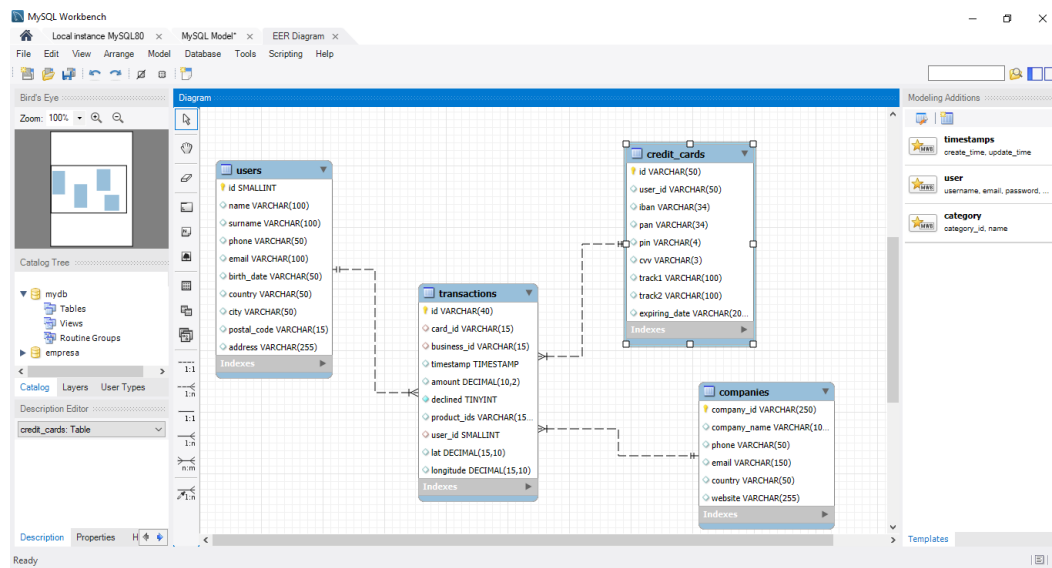 MySQL Workbench
Local instance MySQL80 × MySQL Model* × EER Diagram ×
File Edit View Arrange Model Database Tools Scripting Help
Bird's Eye
Zoom: 100%
Diagram
Modeling Additions
timestamps
create_time, update_time
user
username, email, password, ...
category
category_id, name
users
id SMALLINT
name VARCHAR(100)
surname VARCHAR(100)
phone VARCHAR(50)
email VARCHAR(100)
birth_date VARCHAR(50)
country VARCHAR(50)
city VARCHAR(50)
postal_code VARCHAR(15)
address VARCHAR(255)
Indexes
credit_cards
id VARCHAR(50)
user_id VARCHAR(50)
iban VARCHAR(34)
pan VARCHAR(34)
pin VARCHAR(4)
cvv VARCHAR(3)
track1 VARCHAR(100)
track2 VARCHAR(100)
expiring_date VARCHAR(20...
Indexes
transactions
id VARCHAR(40)
card_id VARCHAR(15)
business_id VARCHAR(15)
timestamp TIMESTAMP
amount DECIMAL(10,2)
declined TINYINT
product_ids VARCHAR(15...
user_id SMALLINT
lat DECIMAL(15,10)
longitude DECIMAL(15,10)
Indexes
companies
company_id VARCHAR(250)
company_name VARCHAR(10...
phone VARCHAR(50)
email VARCHAR(150)
country VARCHAR(50)
website VARCHAR(255)
Indexes
Catalog Tree
mydb
Tables
Views
Routine Groups
empresa
Catalog Layers User Types
Description Editor
credit_cards: Table
1:1
1:n
1:1
1:n
n:m
1:n
Description Properties H
Templates
Ready